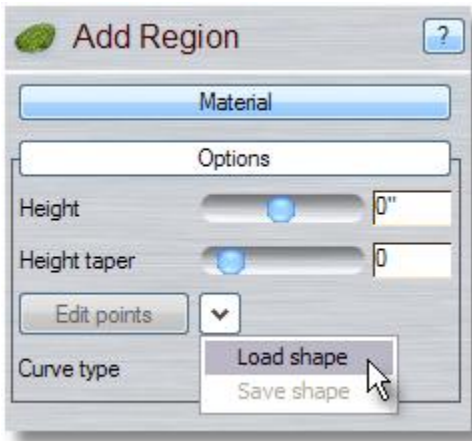 Add Region ?
Material
Options
Height 0"
Height taper 0
Edit points
Curve type Load shape
Save shape